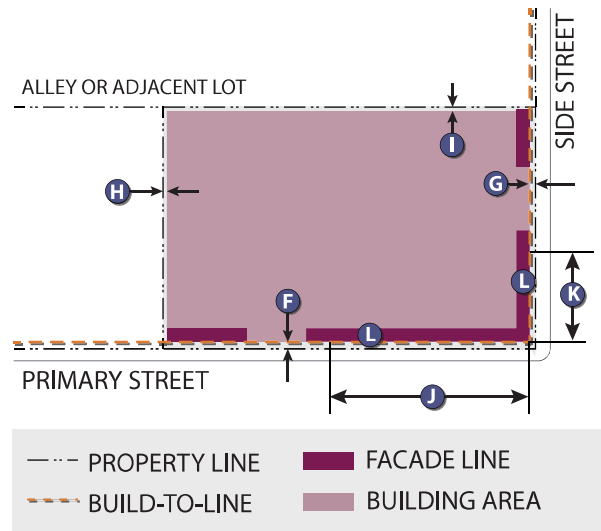 ALLEY OR ADJACENT LOT
SIDE STREET
I
H
G
L
K
F
L
PRIMARY STREET
J
PROPERTY LINE
FACADE LINE
BUILD-TO-LINE
BUILDING AREA